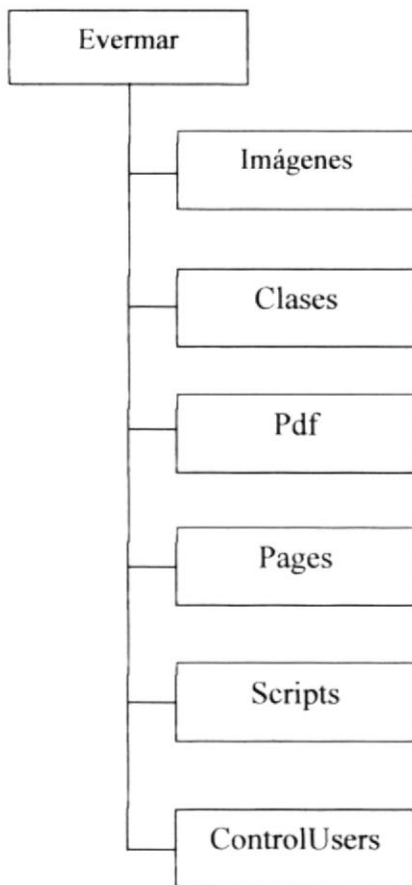 Evermar
Imágenes
Clases
Pdf
Pages
Scripts
ControlUsers